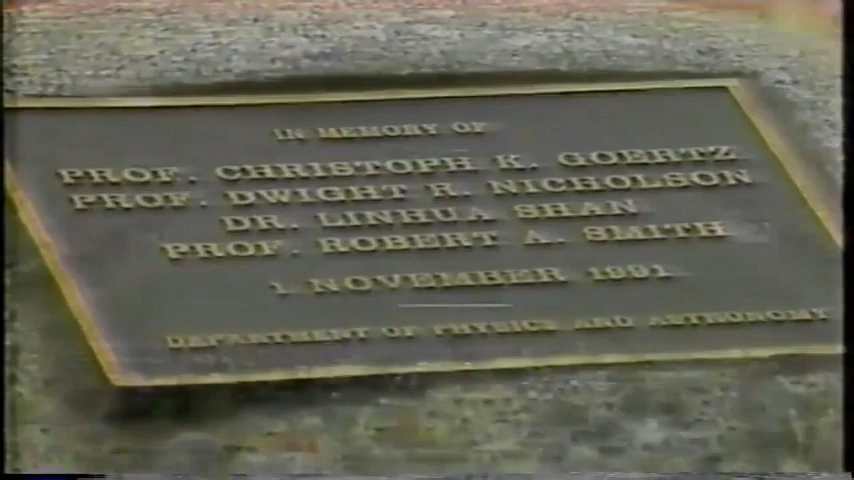 IN MEMORY OF
PROF. CHRISTOPH K. GOERTZ
PROF. DWIGHT R. NICHOLSON
DR. LINHUA SHAN
PROF. ROBERT A. SMITH
1 NOVEMBER 1991
DEPARTMENT OF PHYSICS AND ASTRONOMY